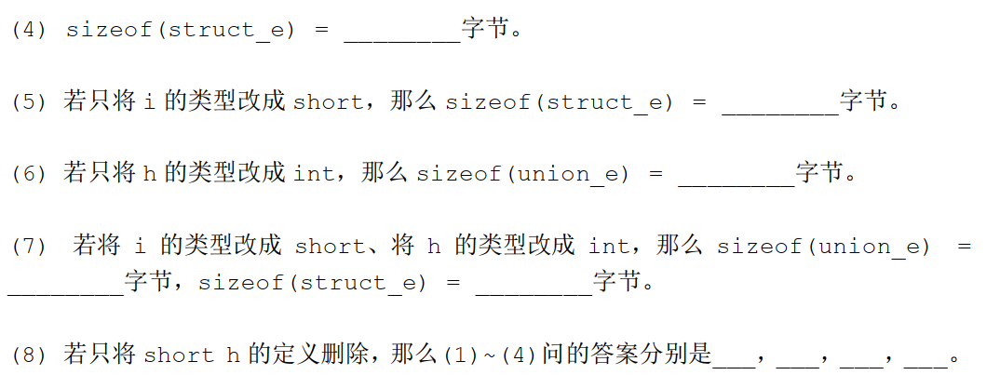 (4) sizeof(struct_e) = ________字节。
(5) 若只将 i 的类型改成 short，那么 sizeof(struct_e) = ________字节。
(6) 若只将 h 的类型改成 int，那么 sizeof(union_e) = ________字节。
(7) 若将 i 的类型改成 short、将 h 的类型改成 int，那么 sizeof(union_e) =
________字节，sizeof(struct_e) = ________字节。
(8) 若只将 short h 的定义删除，那么(1)~(4)问的答案分别是___，___，___，___。